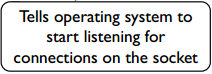 Tells operating system to
start listening for
connections on the socket